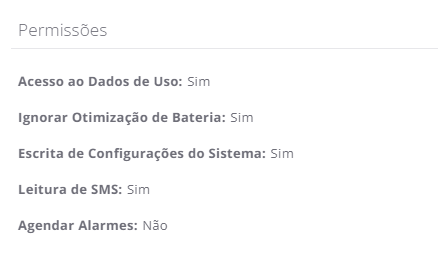 Permissões
Acesso ao Dados de Uso: Sim
Ignorar Otimização de Bateria: Sim
Escrita de Configurações do Sistema: Sim
Leitura de SMS: Sim
Agendar Alarmes: Não